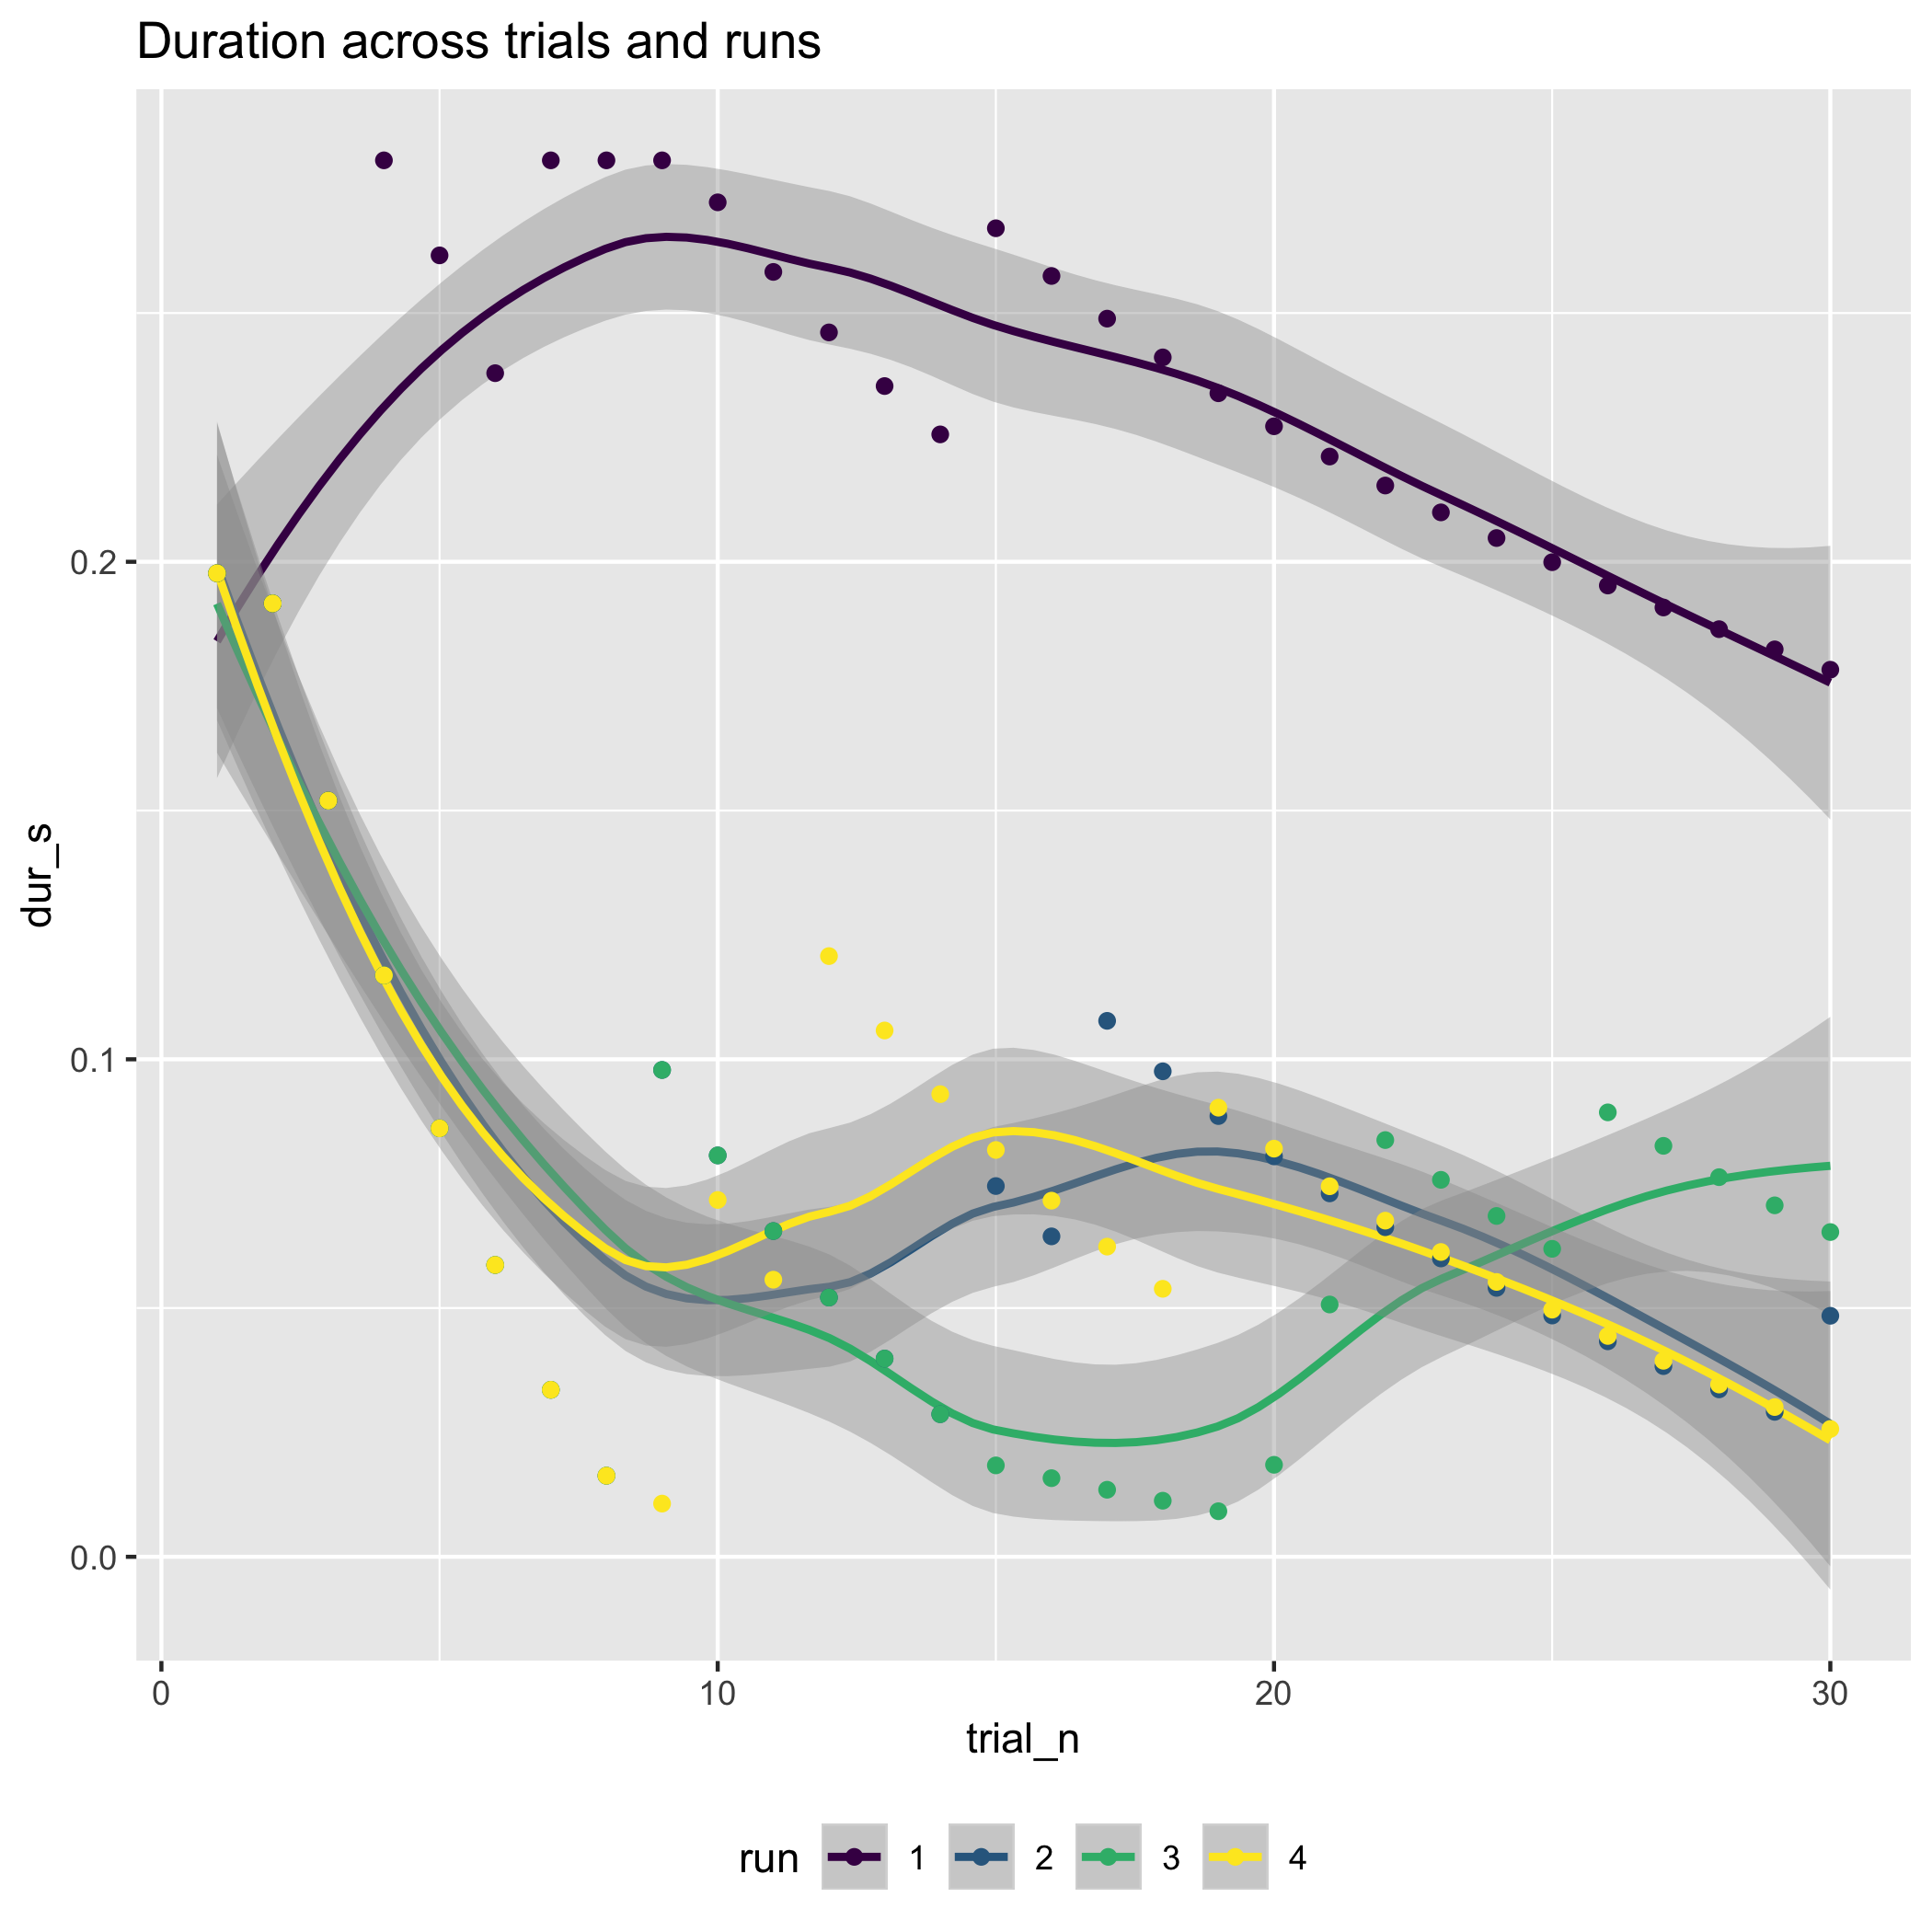 Duration across trials and runs
dur_s
0.2
0.1
0.0
0 10 20 30
trial_n
run 1 2 3 4